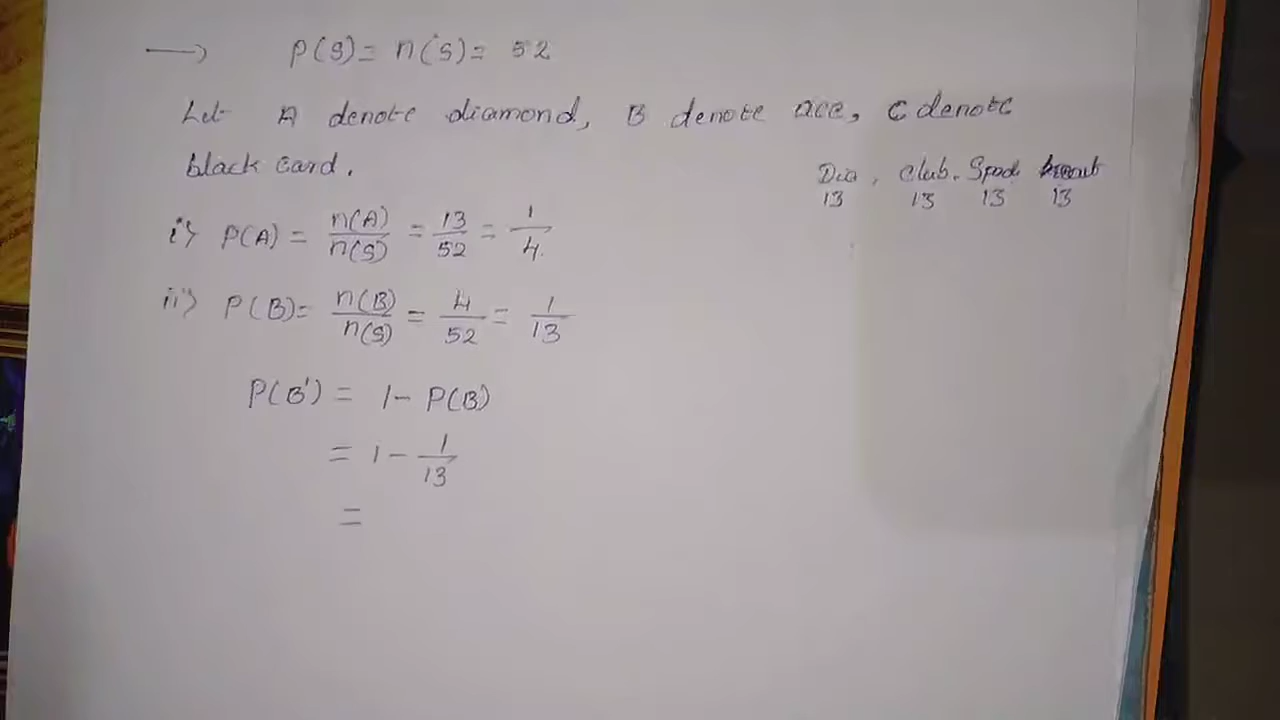 → P(S) = n(S) = 52
Let A denote diamond, B denote ace, C denote
black card.
Dia, Club. Spad
13 13 13 13
i) P(A) = n(A)/n(S) = 13/52 = 1/4.
ii) P(B) = n(B)/n(S) = 4/52 = 1/13
P(B') = 1 - P(B)
= 1 - 1/13
=